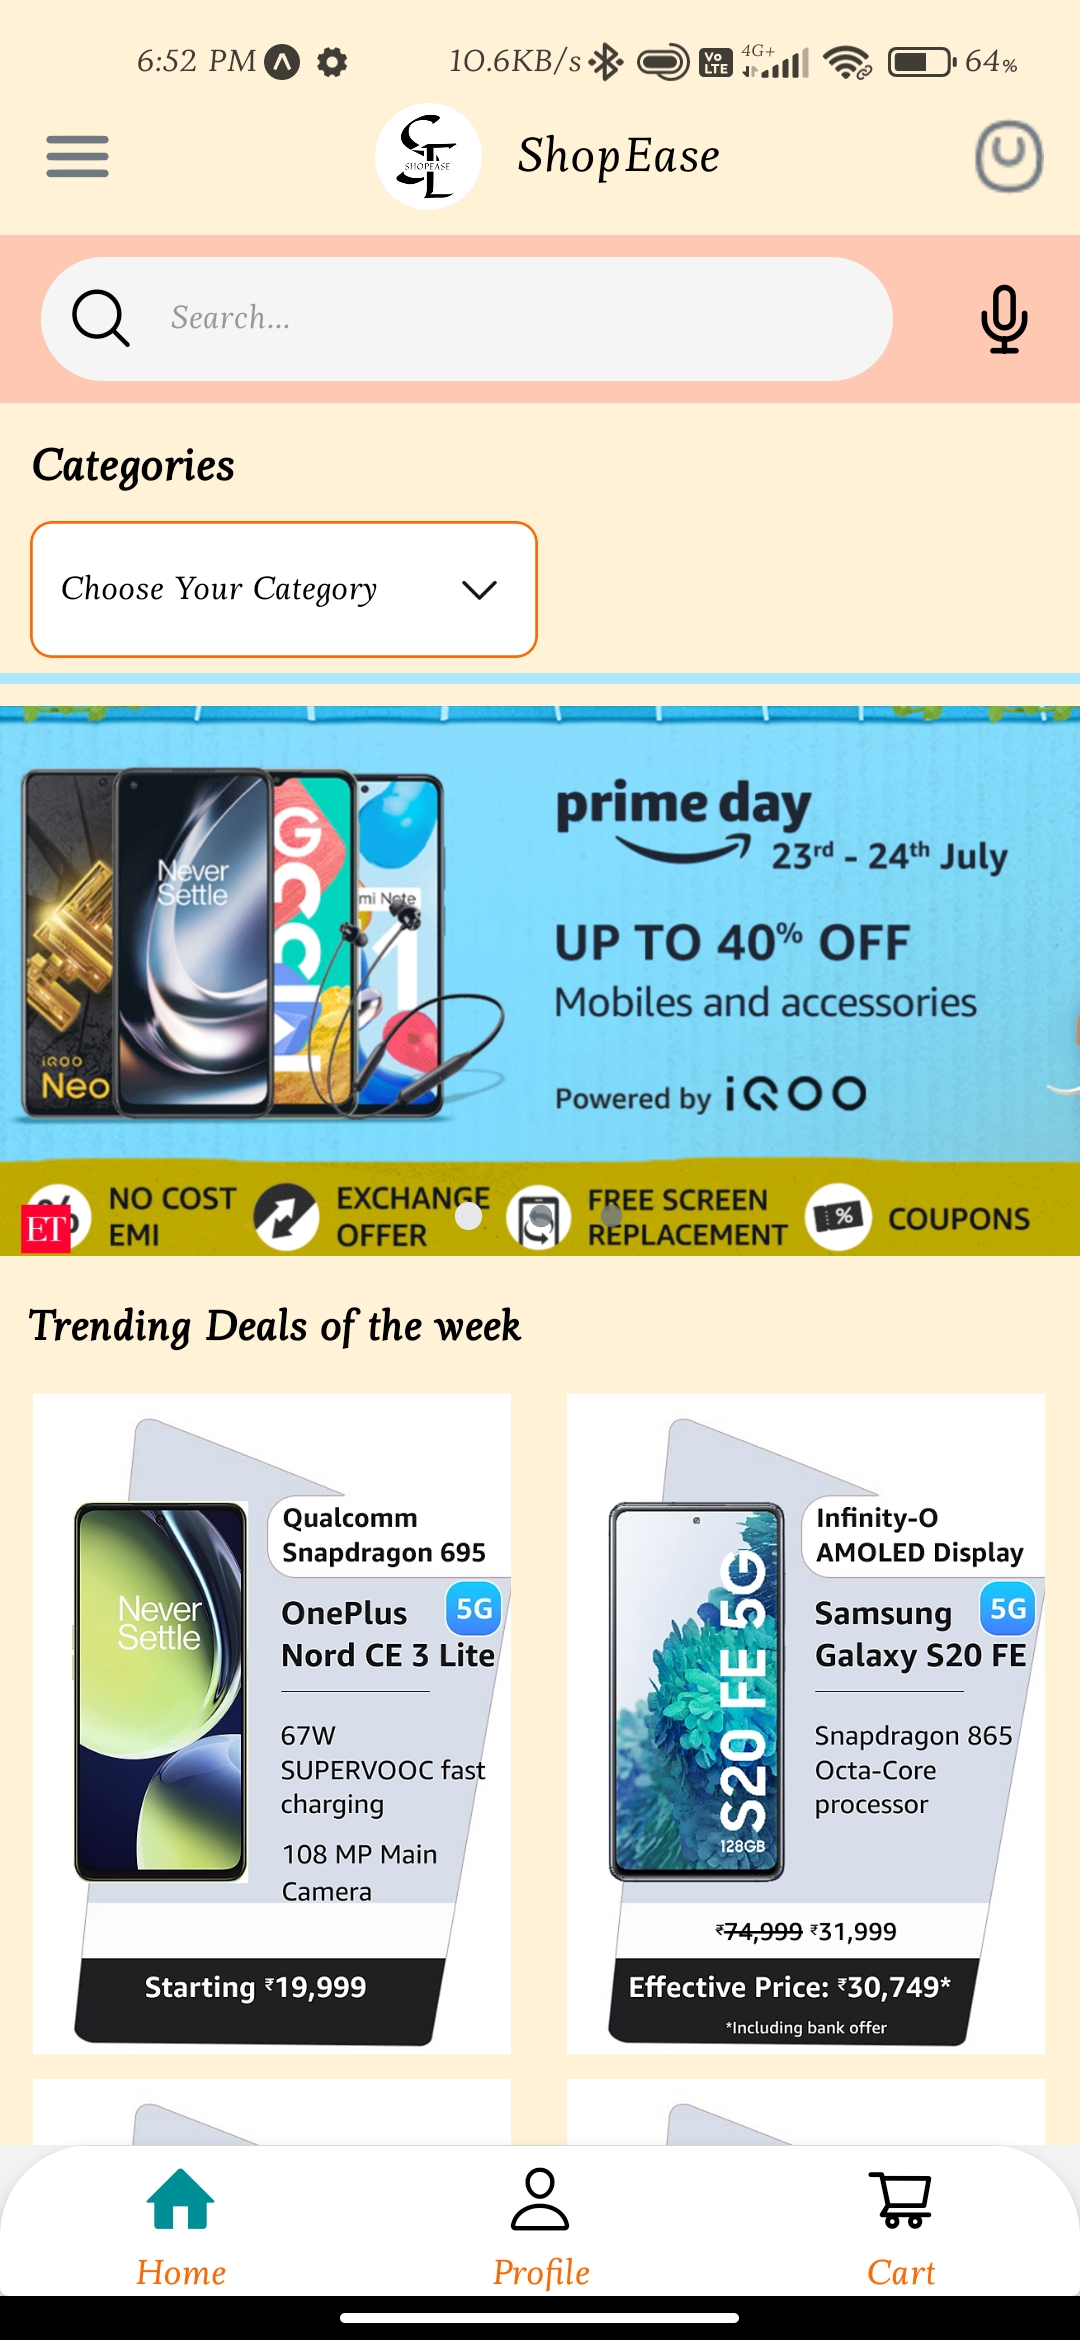 6:52 PM 10.6KB/s VoLTE 4G+ 64%
SHOPEASE
ShopEase
Search...
Categories
Choose Your Category
prime day
23rd - 24th July
UP TO 40% OFF
Mobiles and accessories
Powered by iQOO
Never
Settle
mi Note
iQOO
Neo
NO COST
EMI
EXCHANGE
OFFER
FREE SCREEN
REPLACEMENT
% COUPONS
ET
Trending Deals of the week
Qualcomm
Snapdragon 695
OnePlus 5G
Nord CE 3 Lite
Never
Settle
67W
SUPERVOOC fast
charging
108 MP Main
Camera
Starting ₹19,999
Infinity-O
AMOLED Display
Samsung 5G
Galaxy S20 FE
S20 FE 5G
128GB
Snapdragon 865
Octa-Core
processor
₹74,999 ₹31,999
Effective Price: ₹30,749*
*Including bank offer
Home
Profile
Cart